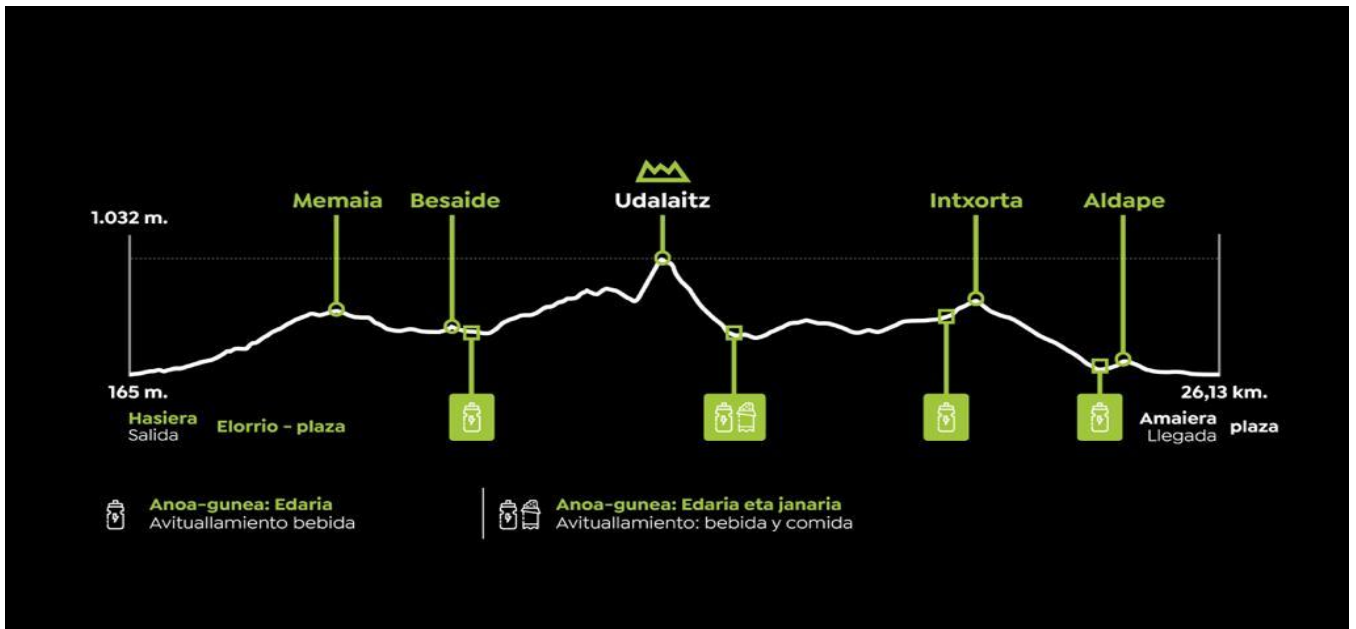 Memaia
Besaide
Udalaitz
Intxorta
Aldape
1.032 m.
165 m.
26,13 km.
Hasiera
Salida
Elorrio - plaza
Amaiera
Llegada
plaza
Anoa-gunea: Edaria
Avituallamiento bebida
Anoa-gunea: Edaria eta janaria
Avituallamiento: bebida y comida